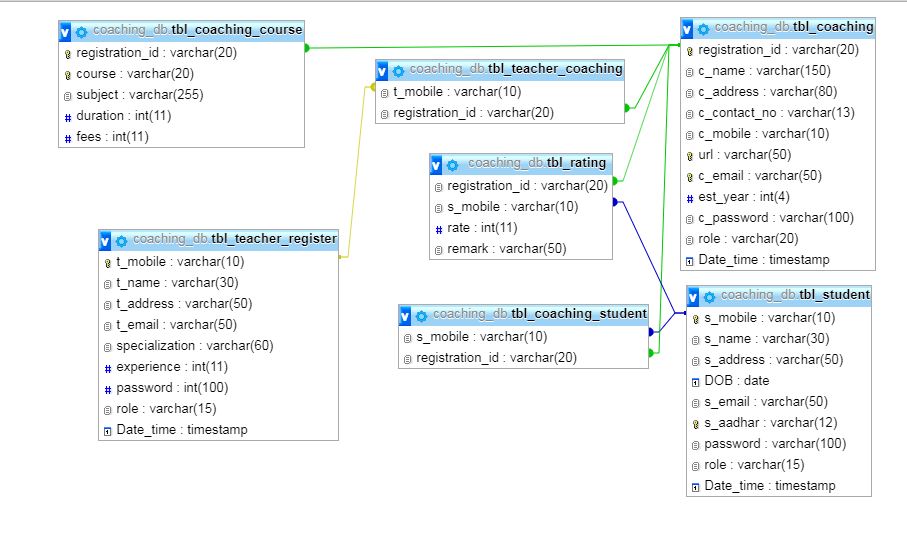 coaching_db.tbl_coaching_course
registration_id : varchar(20)
course : varchar(20)
subject : varchar(255)
duration : int(11)
fees : int(11)
coaching_db.tbl_teacher_coaching
t_mobile : varchar(10)
registration_id : varchar(20)
coaching_db.tbl_coaching
registration_id : varchar(20)
c_name : varchar(150)
c_address : varchar(80)
c_contact_no : varchar(13)
c_mobile : varchar(10)
url : varchar(50)
c_email : varchar(50)
est_year : int(4)
c_password : varchar(100)
role : varchar(20)
Date_time : timestamp
coaching_db.tbl_rating
registration_id : varchar(20)
s_mobile : varchar(10)
rate : int(11)
remark : varchar(50)
coaching_db.tbl_teacher_register
t_mobile : varchar(10)
t_name : varchar(30)
t_address : varchar(50)
t_email : varchar(50)
specialization : varchar(60)
experience : int(11)
password : int(100)
role : varchar(15)
Date_time : timestamp
coaching_db.tbl_coaching_student
s_mobile : varchar(10)
registration_id : varchar(20)
coaching_db.tbl_student
s_mobile : varchar(10)
s_name : varchar(30)
s_address : varchar(50)
DOB : date
s_email : varchar(50)
s_aadhar : varchar(12)
password : varchar(100)
role : varchar(15)
Date_time : timestamp